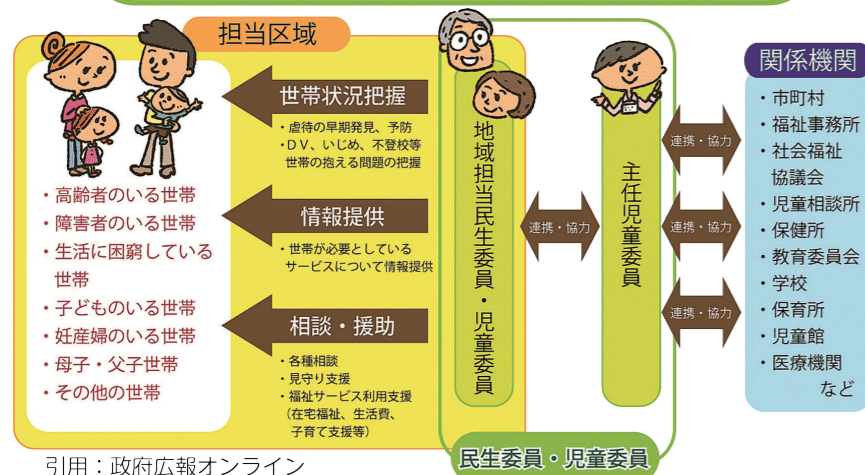 担当区域
世帯状況把握
・虐待の早期発見、予防
・DV、いじめ、不登校等
世帯の抱える問題の把握
情報提供
・世帯が必要としている
サービスについて情報提供
相談・援助
・各種相談
・見守り支援
・福祉サービス利用支援
（在宅福祉、生活費、
子育て支援等）
・高齢者のいる世帯
・障害者のいる世帯
・生活に困窮している
世帯
・子どものいる世帯
・妊産婦のいる世帯
・母子・父子世帯
・その他の世帯
地域担当民生委員・児童委員
連携・協力
主任児童委員
連携・協力
連携・協力
連携・協力
関係機関
・市町村
・福祉事務所
・社会福祉
協議会
・児童相談所
・保健所
・教育委員会
・学校
・保育所
・児童館
・医療機関
など
民生委員・児童委員
引用：政府広報オンライン